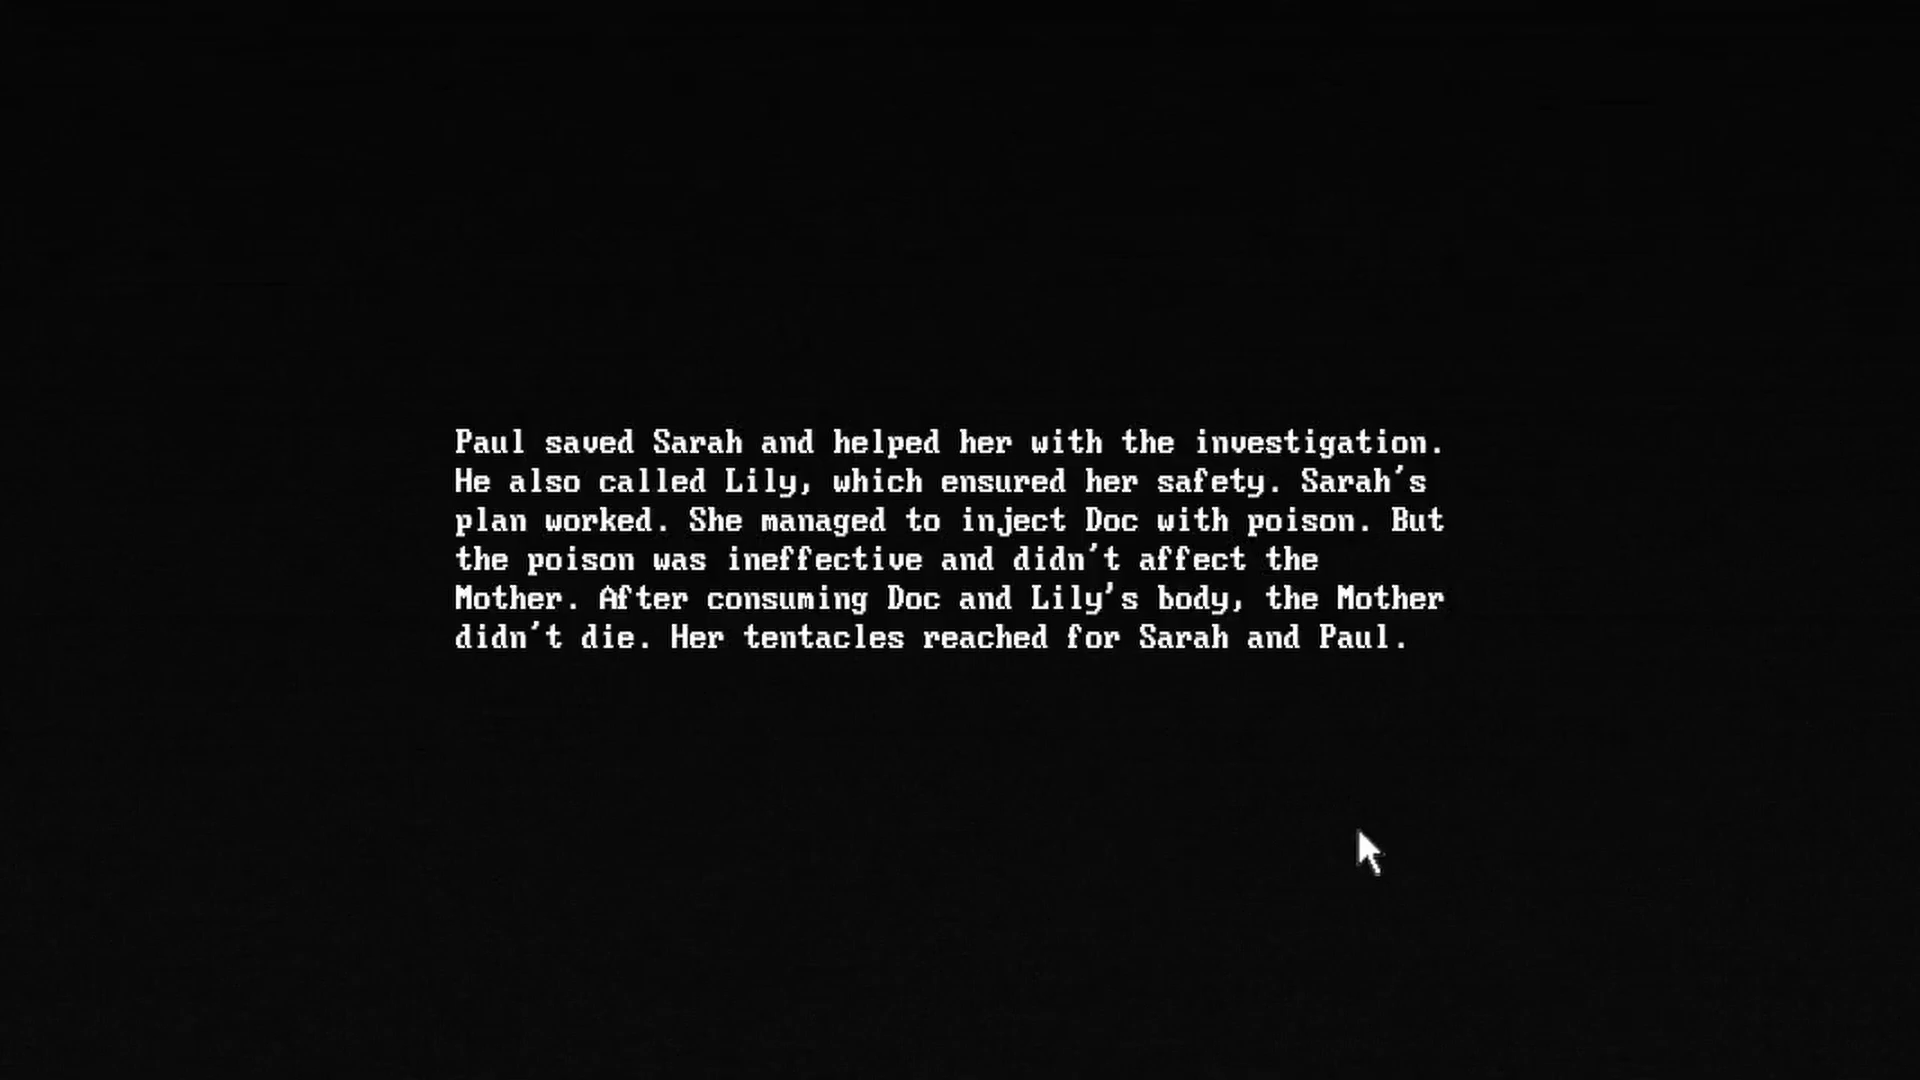 Paul saved Sarah and helped her with the investigation.
He also called Lily, which ensured her safety. Sarah's
plan worked. She managed to inject Doc with poison. But
the poison was ineffective and didn't affect the
Mother. After consuming Doc and Lily's body, the Mother
didn't die. Her tentacles reached for Sarah and Paul.